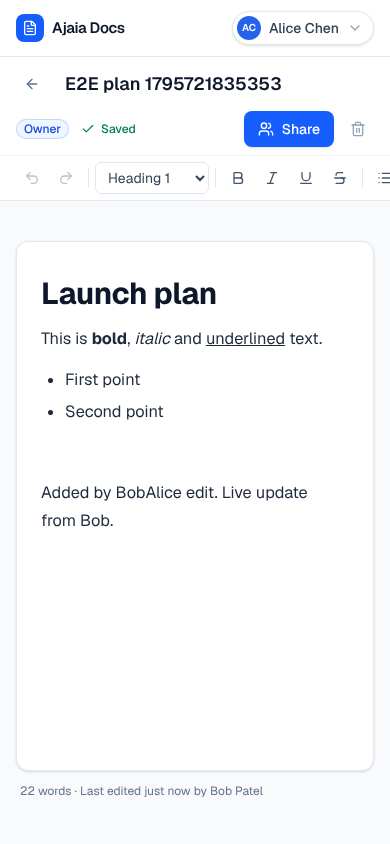 Ajaia Docs
AC Alice Chen
E2E plan 1795721835353
Owner Saved Share
Heading 1 B I U S
Launch plan
This is bold, italic and underlined text.
• First point
• Second point
Added by BobAlice edit. Live update
from Bob.
22 words · Last edited just now by Bob Patel